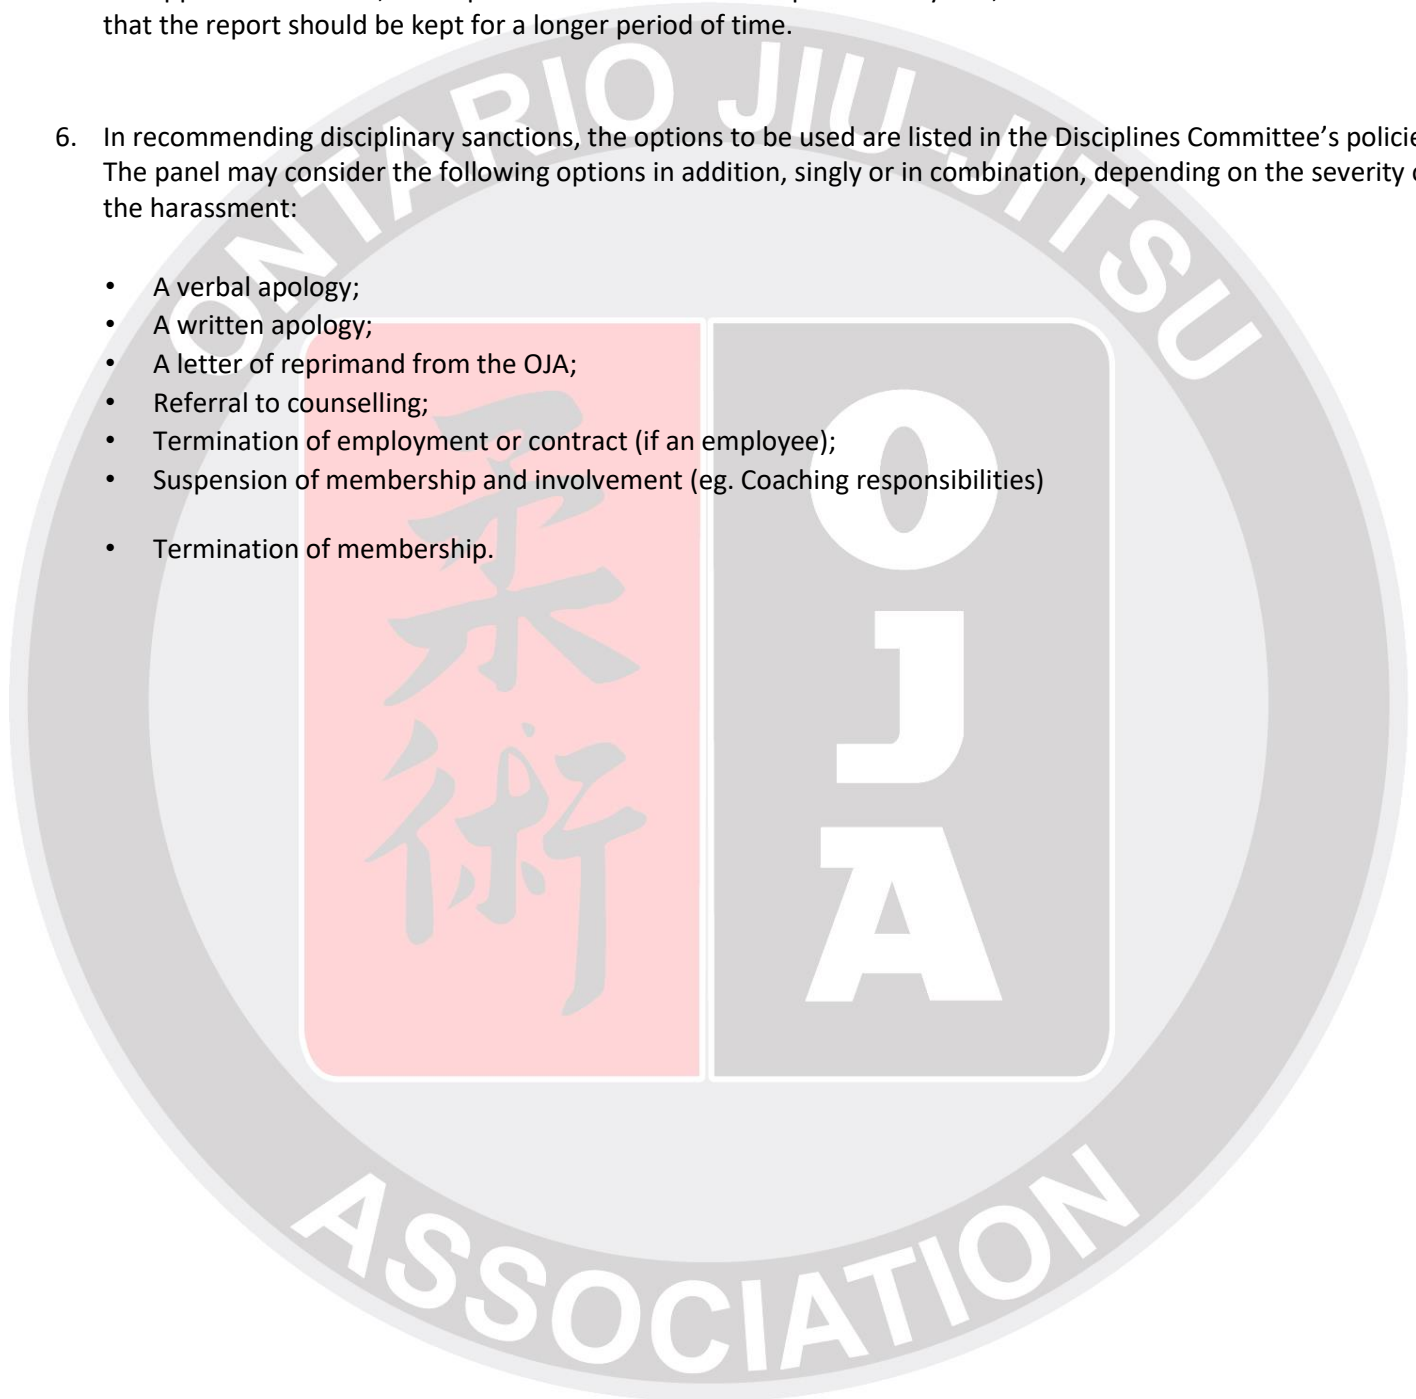 that the report should be kept for a longer period of time.
6. In recommending disciplinary sanctions, the options to be used are listed in the Disciplines Committee’s
The panel may consider the following options in addition, singly or in combination, depending on the severity
the harassment:
• A verbal apology;
• A written apology;
• A letter of reprimand from the OJA;
• Referral to counselling;
• Termination of employment or contract (if an employee);
• Suspension of membership and involvement (eg. Coaching responsibilities)
• Termination of membership.
ONTARIO JIU-JITSU
柔術
OJA
ASSOCIATION